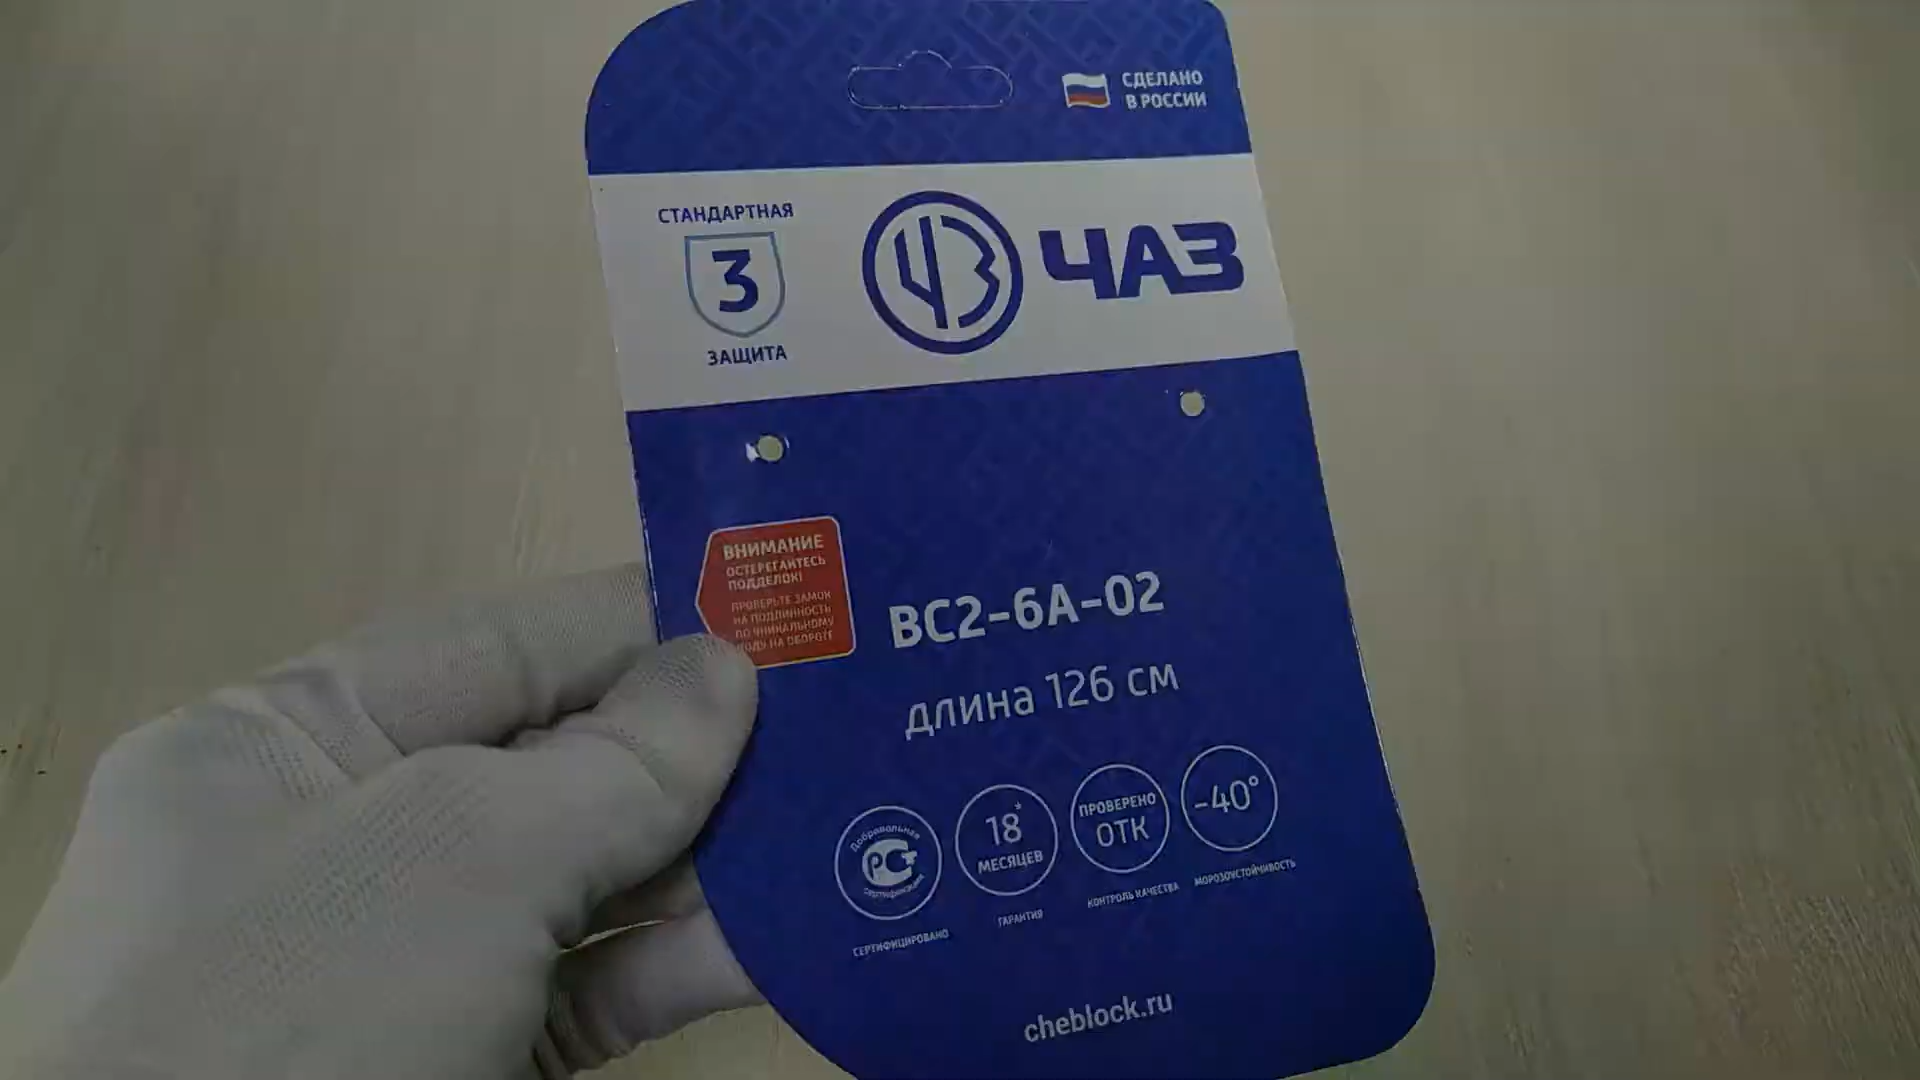 СДЕЛАНО
В РОССИИ
СТАНДАРТНАЯ
3
ЗАЩИТА
ЧЗ ЧАЗ
ВНИМАНИЕ
ОСТЕРЕГАЙТЕСЬ
ПОДДЕЛОК!
ПРОВЕРЬТЕ ЗАМОК
НА ПОДЛИННОСТЬ
ПО УНИКАЛЬНОМУ
КОДУ НА ОБОРОТЕ
ВС2-6А-02
длина 126 см
Добровольная
РСТ
сертификация
СЕРТИФИЦИРОВАНО
18*
МЕСЯЦЕВ
ГАРАНТИЯ
ПРОВЕРЕНО
ОТК
КОНТРОЛЬ КАЧЕСТВА
-40°
МОРОЗОУСТОЙЧИВОСТЬ
cheblock.ru